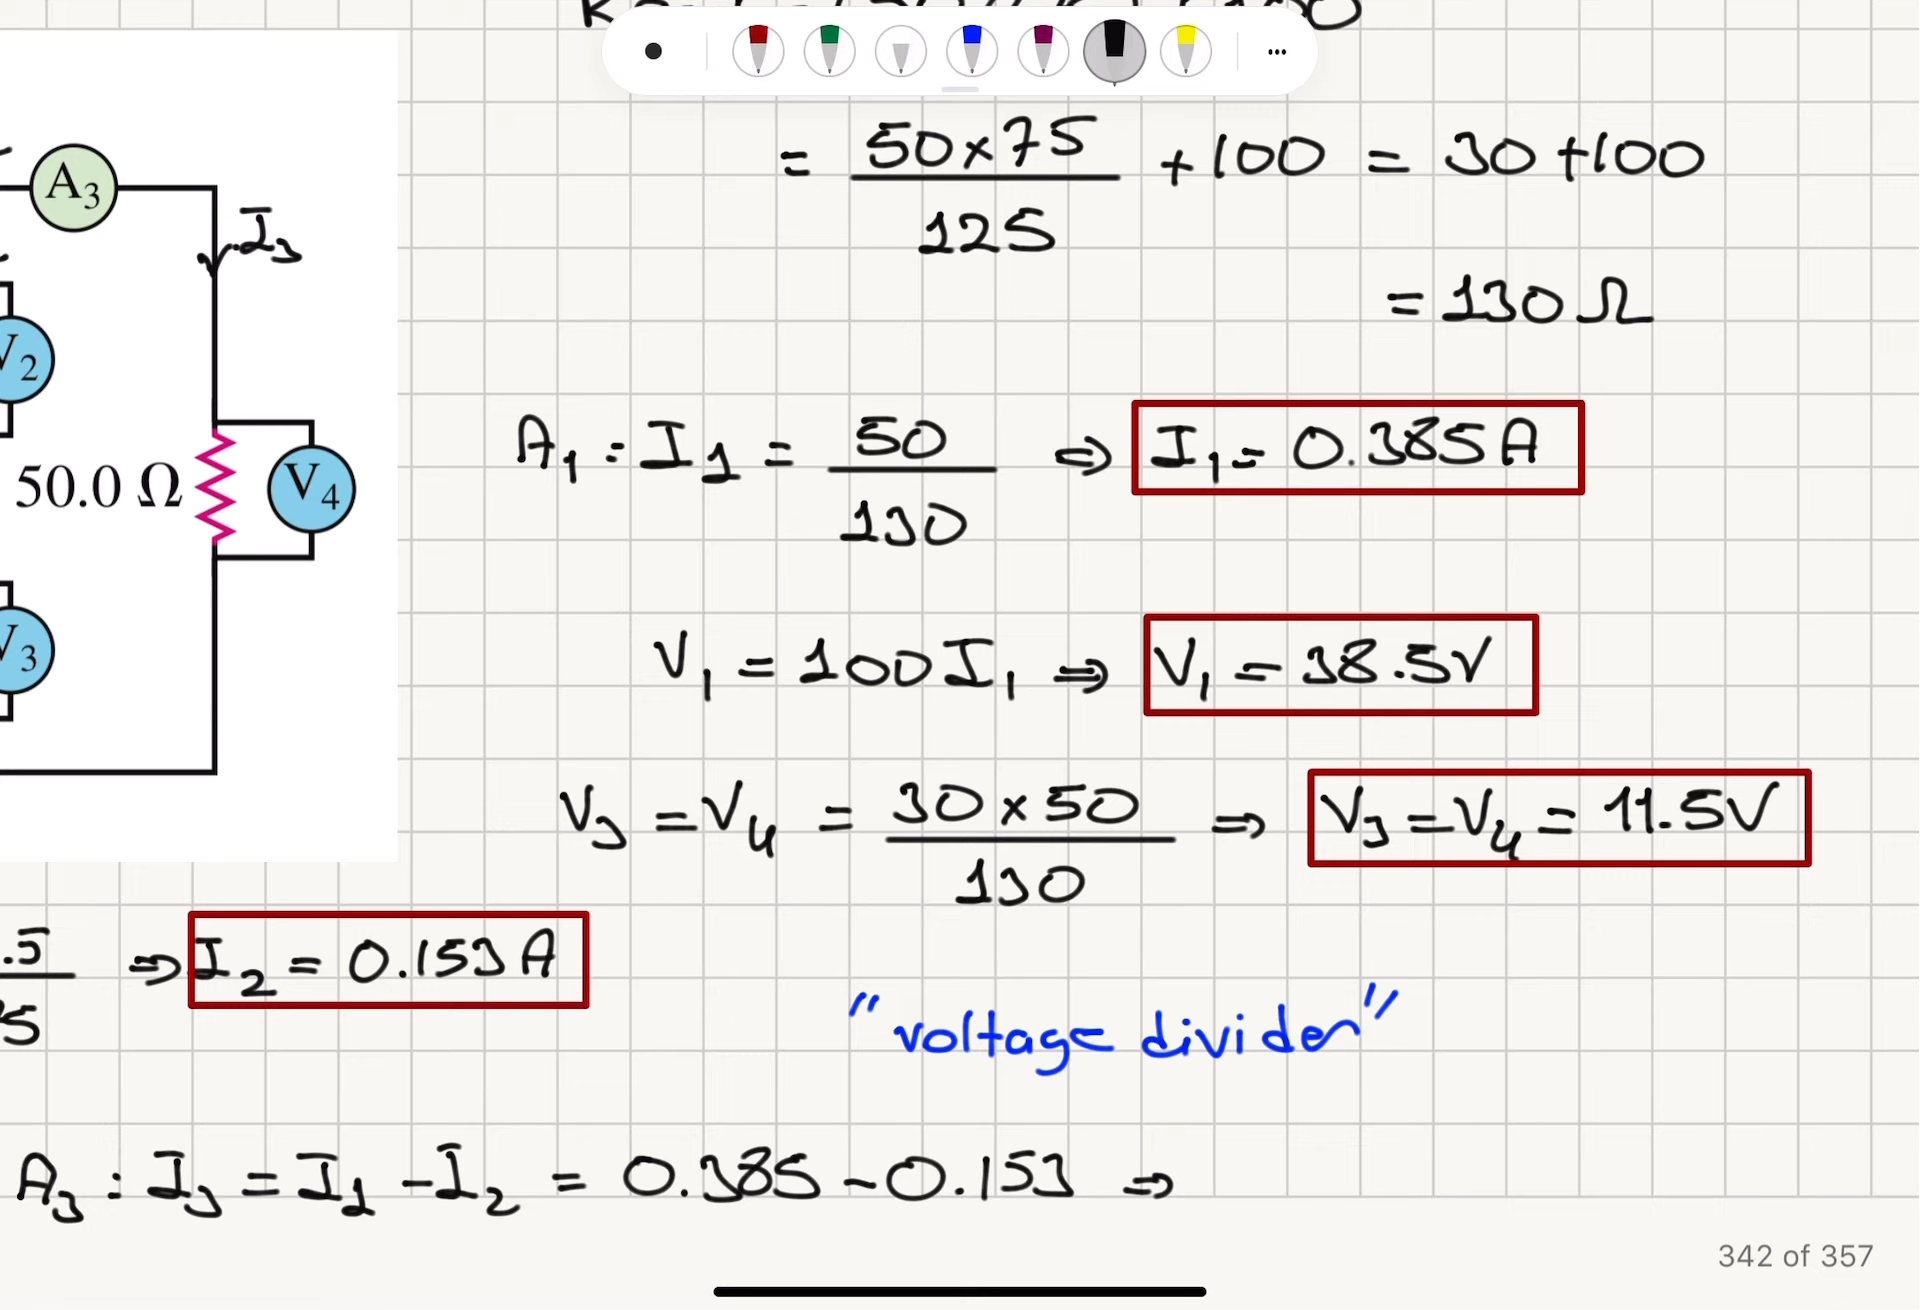 = 50×75 / 125 + 100 = 30 + 100
A₃
I₃
= 130 Ω
V₂
A₁ : I₁ = 50 / 130 ⇒ I₁ = 0.385 A
50.0 Ω
V₄
V₁ = 100 I₁ ⇒ V₁ = 38.5 V
V₃
V₃ = V₄ = 30 × 50 / 130 ⇒ V₃ = V₄ = 11.5 V
.5 / 5 ⇒ I₂ = 0.153 A
"voltage divider"
A₃ : I₃ = I₁ - I₂ = 0.385 - 0.153 ⇒
342 of 357